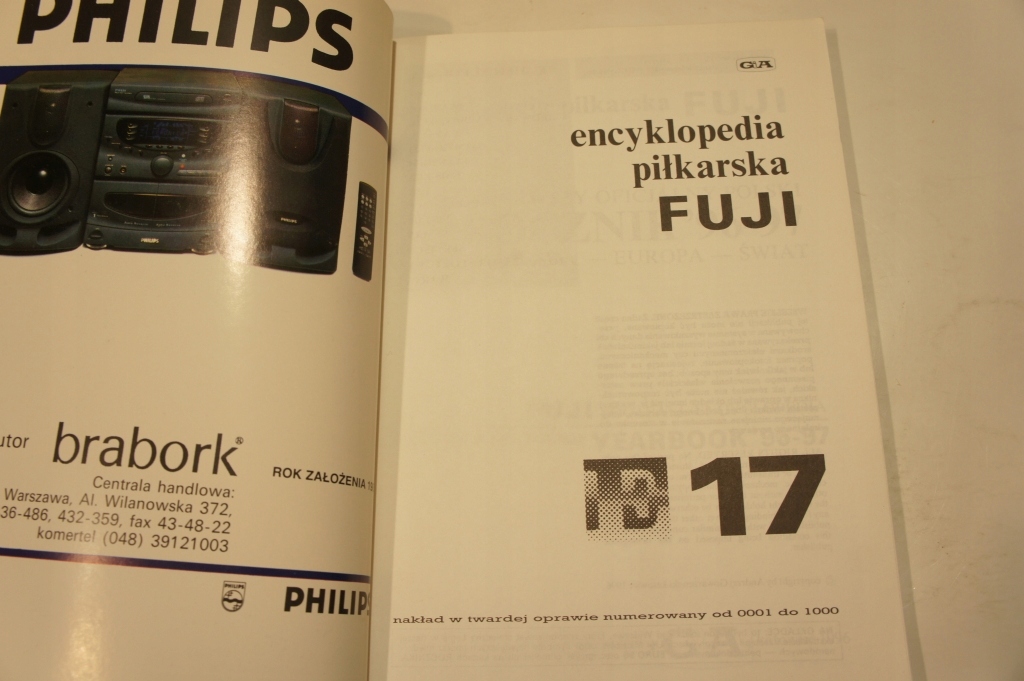 PHILIPS
brabork®
ROK ZAŁOŻENIA
Centrala handlowa:
Warszawa, Al. Wilanowska 372,
36-486, 432-359, fax 43-48-22
komertel (048) 39121003
PHILIPS
PHILIPS
G&A
encyklopedia
piłkarska
FUJI
17
nakład w twardej oprawie numerowany od 0001 do 1000